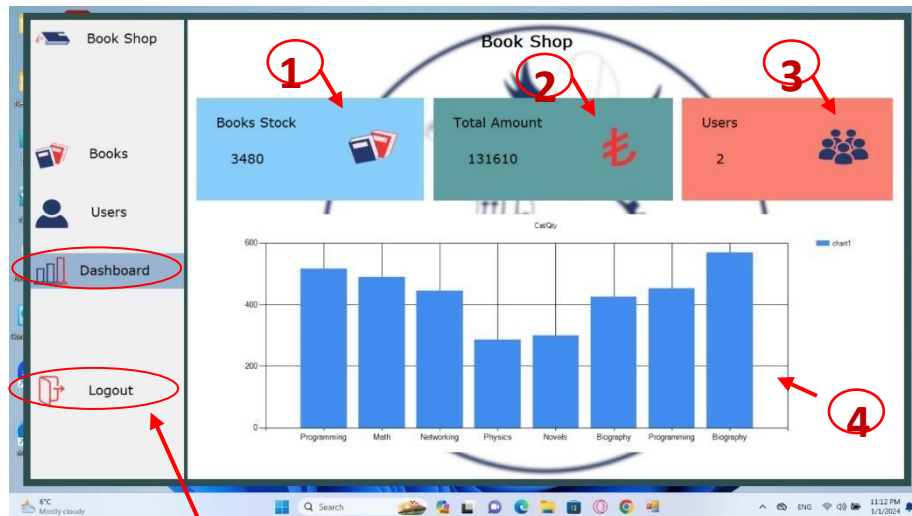 Book Shop
Book Shop
1
2
3
Books Stock
3480
Total Amount
131610
Users
2
Books
Users
Dashboard
Logout
Cat/Qty
chart1
600
400
200
0
Programming
Math
Networking
Physics
Novels
Biography
Programming
Biography
4
6°C
Mostly cloudy
Search
ENG
11:12 PM
1/1/2024